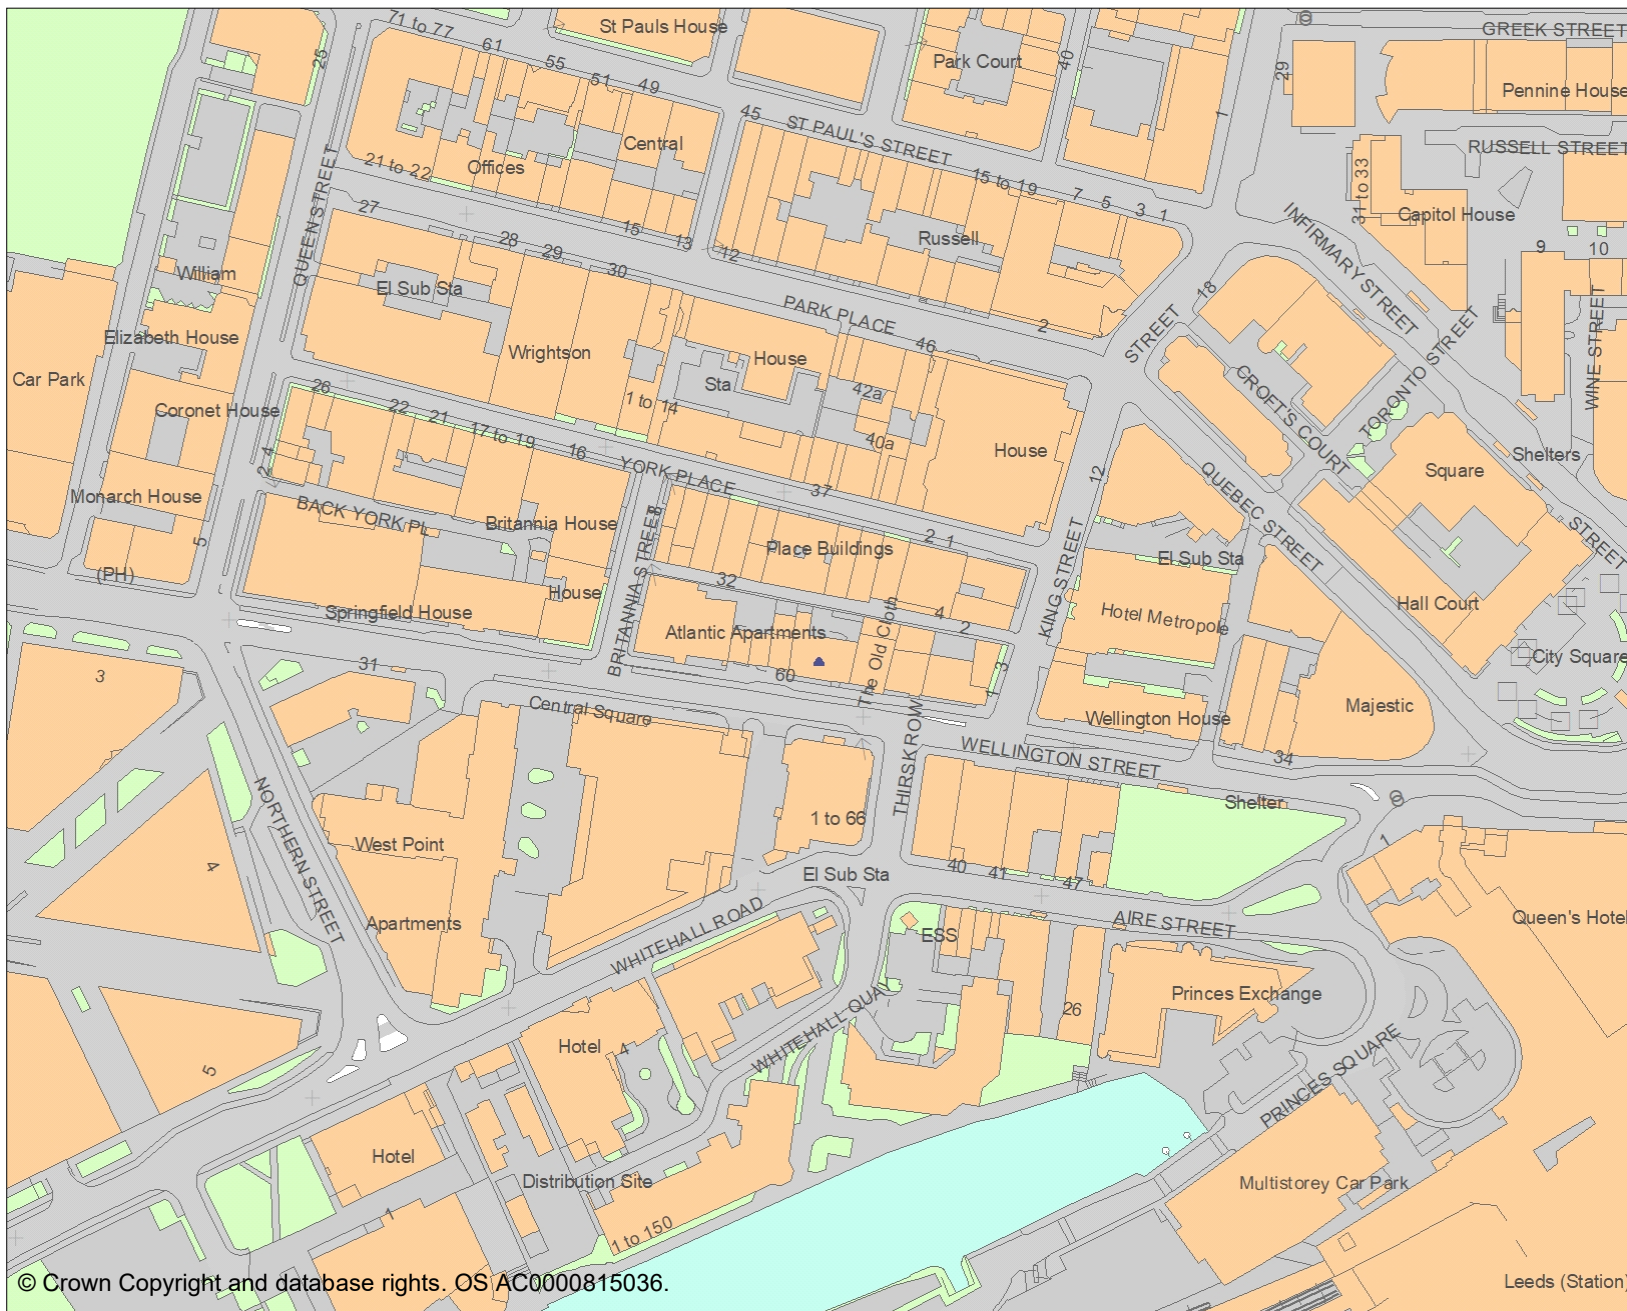 71 to 77
61
55
51
49
St Pauls House
Park Court
40
1
29
GREEK STREET
Pennine House
RUSSELL STREET
25
45
ST PAUL'S STREET
15 to 19
7
5
3
1
Central
Offices
21 to 22
31 to 33
Capitol House
INFIRMARY STREET
9
10
WINE STREET
QUEEN STREET
27
28
29
30
15
13
12
Russell
William
El Sub Sta
PARK PLACE
2
46
18
STREET
TORONTO STREET
CROFT'S COURT
Elizabeth House
Car Park
Wrightson
House
Sta
42a
1 to 14
40a
Coronet House
26
22
21
17 to 19
16
YORK PLACE
37
House
12
QUEBEC STREET
Square
Shelters
STREET
2
4
Monarch House
BACK YORK PL
Britannia House
8
BRITANNIA STREET
Place Buildings
2
1
KING STREET
El Sub Sta
5
(PH)
Springfield House
House
32
4
2
Atlantic Apartments
The Old Cloth
Hotel Metropole
Hall Court
City Square
3
31
60
1
3
Central Square
Wellington House
Majestic
WELLINGTON STREET
34
THIRSK ROW
NORTHERN STREET
1 to 66
Shelter
1
West Point
4
El Sub Sta
40
41
47
AIRE STREET
Apartments
WHITEHALL ROAD
ESS
Queen's Hotel
Princes Exchange
26
Hotel
4
WHITEHALL QUAY
PRINCES SQUARE
5
Hotel
Distribution Site
Multistorey Car Park
1
1 to 150
Leeds (Station)
© Crown Copyright and database rights. OS AC0000815036.